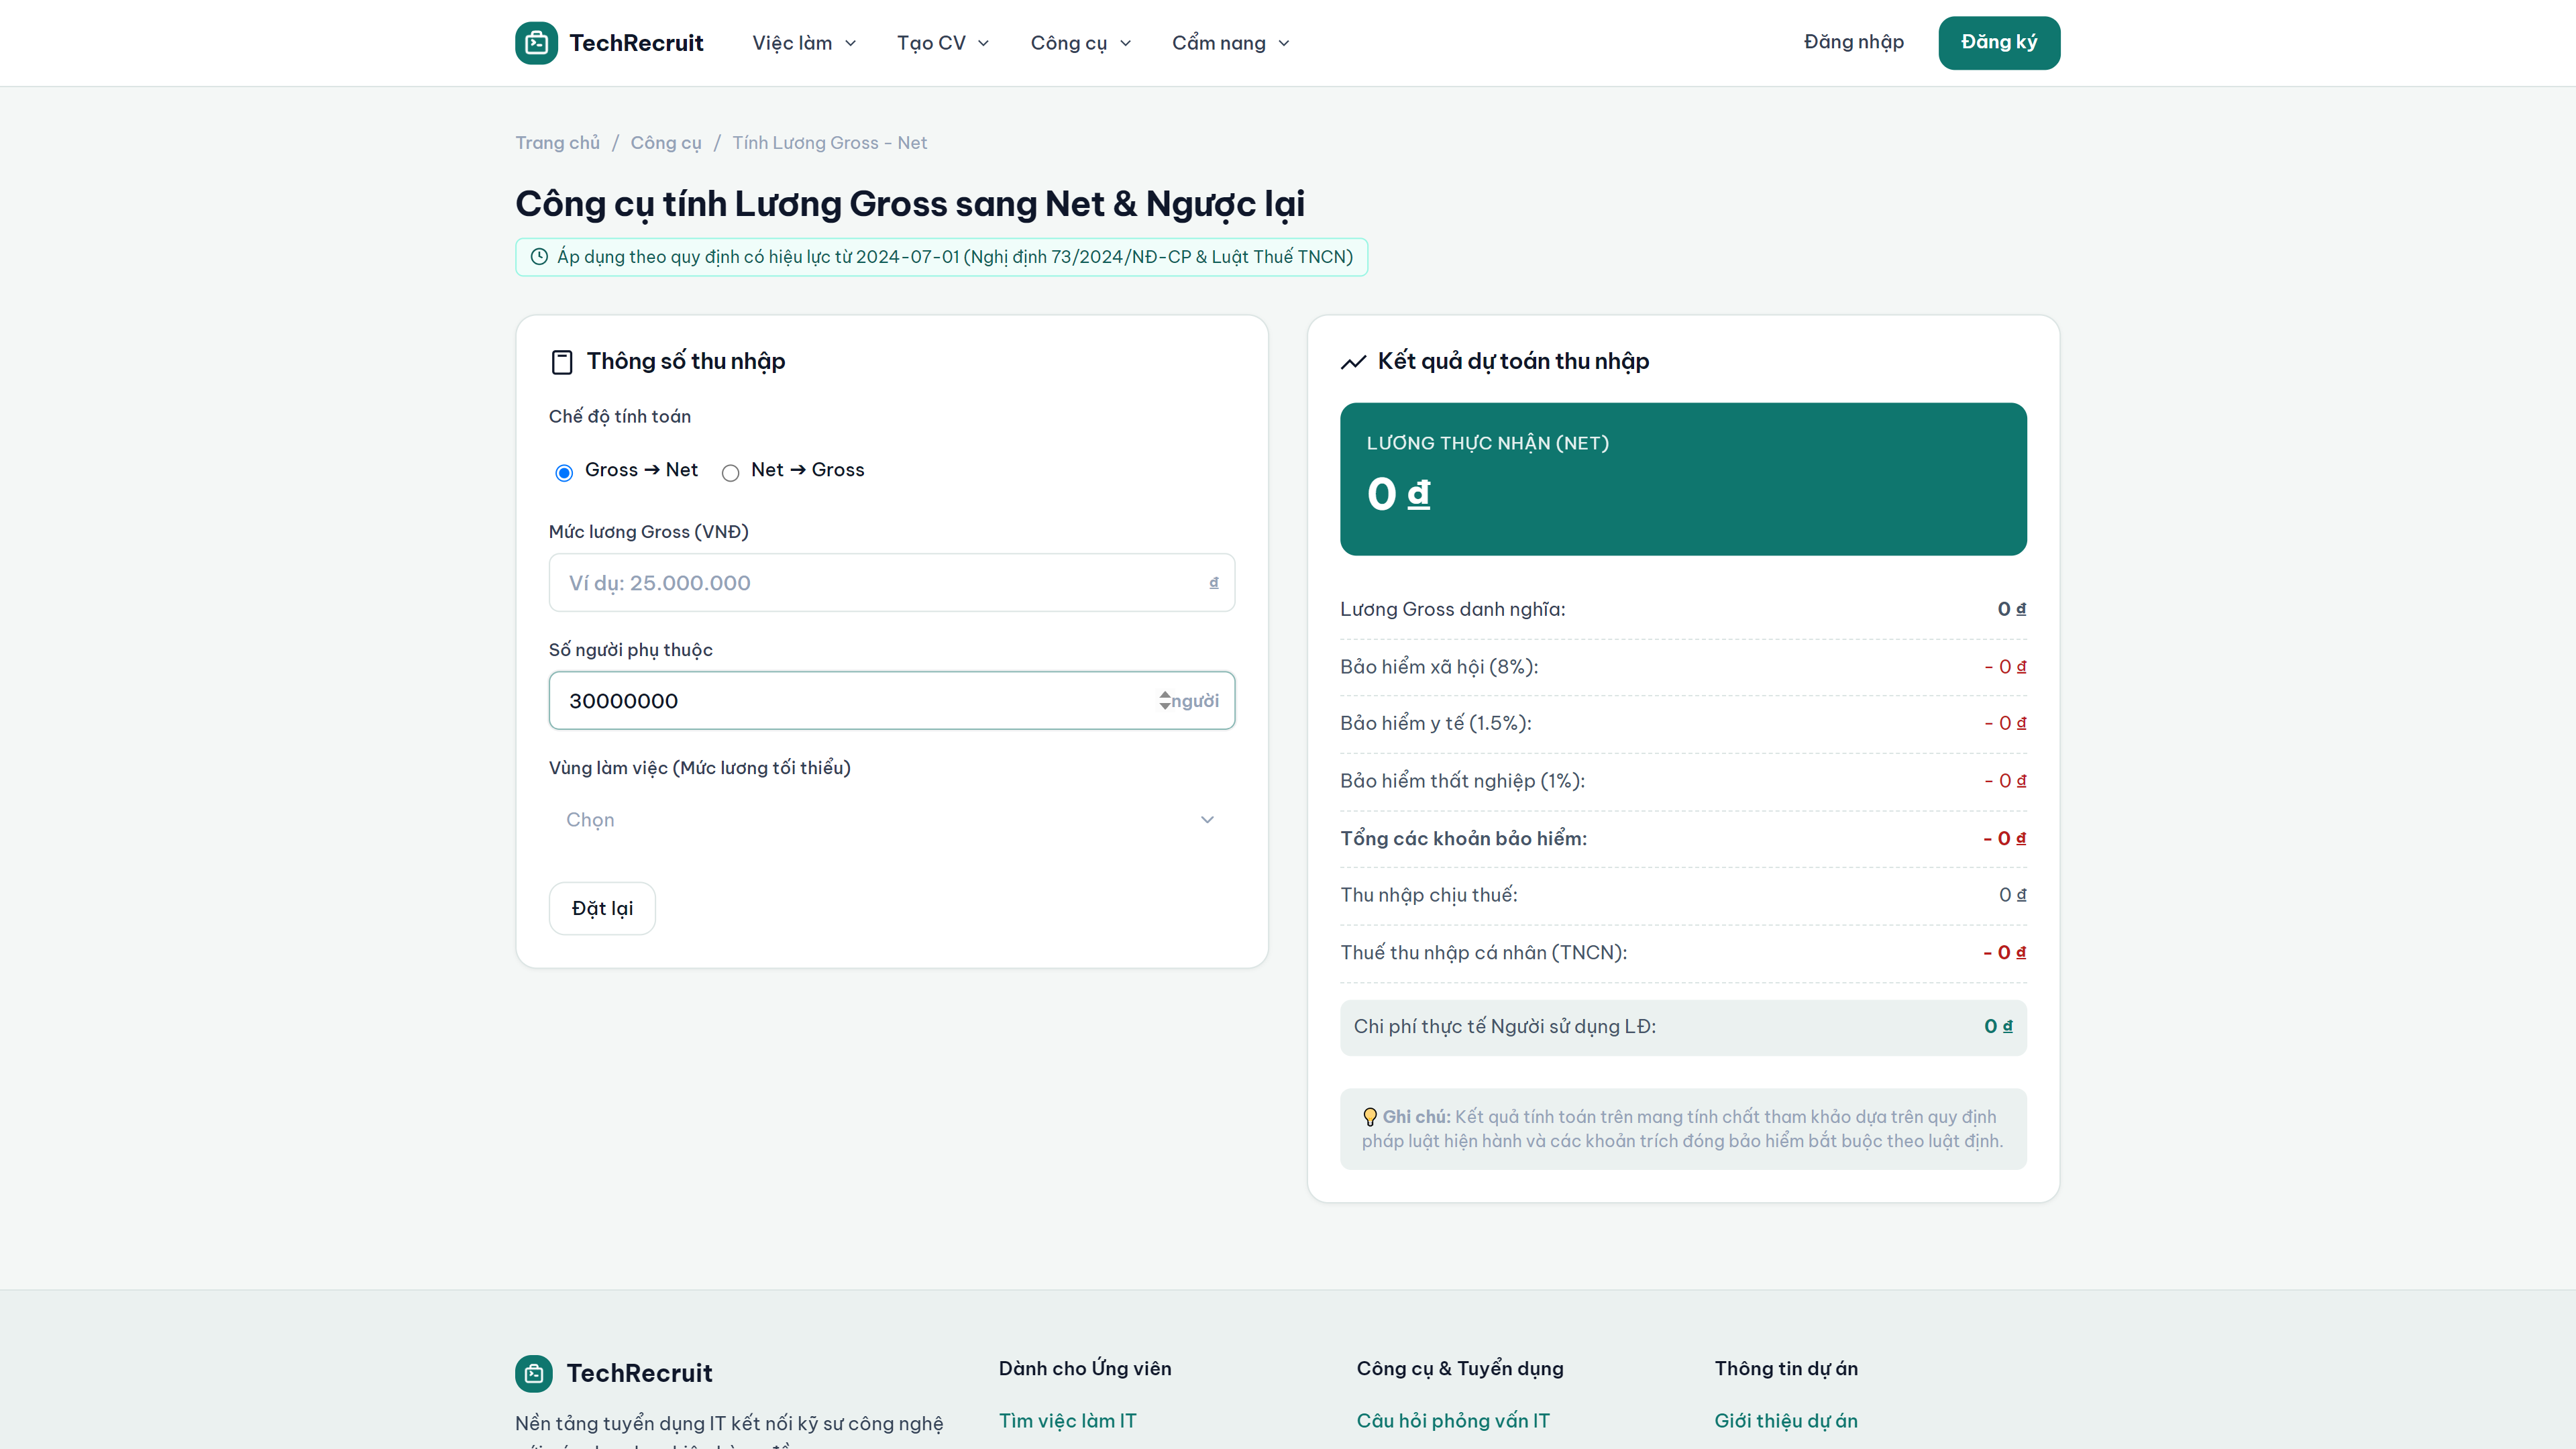 TechRecruit
Việc làm
Tạo CV
Công cụ
Cẩm nang
Đăng nhập
Đăng ký
Trang chủ / Công cụ / Tính Lương Gross - Net
Công cụ tính Lương Gross sang Net & Ngược lại
Áp dụng theo quy định có hiệu lực từ 2024-07-01 (Nghị định 73/2024/NĐ-CP & Luật Thuế TNCN)
Thông số thu nhập
Chế độ tính toán
Gross ➔ Net
Net ➔ Gross
Mức lương Gross (VNĐ)
Ví dụ: 25.000.000 ₫
Số người phụ thuộc
30000000 người
Vùng làm việc (Mức lương tối thiểu)
Chọn
Đặt lại
Kết quả dự toán thu nhập
LƯƠNG THỰC NHẬN (NET)
0 ₫
Lương Gross danh nghĩa: 0 ₫
Bảo hiểm xã hội (8%): - 0 ₫
Bảo hiểm y tế (1.5%): - 0 ₫
Bảo hiểm thất nghiệp (1%): - 0 ₫
Tổng các khoản bảo hiểm: - 0 ₫
Thu nhập chịu thuế: 0 ₫
Thuế thu nhập cá nhân (TNCN): - 0 ₫
Chi phí thực tế Người sử dụng LĐ: 0 ₫
Ghi chú: Kết quả tính toán trên mang tính chất tham khảo dựa trên quy định
pháp luật hiện hành và các khoản trích đóng bảo hiểm bắt buộc theo luật định.
TechRecruit
Nền tảng tuyển dụng IT kết nối kỹ sư công nghệ
Dành cho Ứng viên
Tìm việc làm IT
Công cụ & Tuyển dụng
Câu hỏi phỏng vấn IT
Thông tin dự án
Giới thiệu dự án